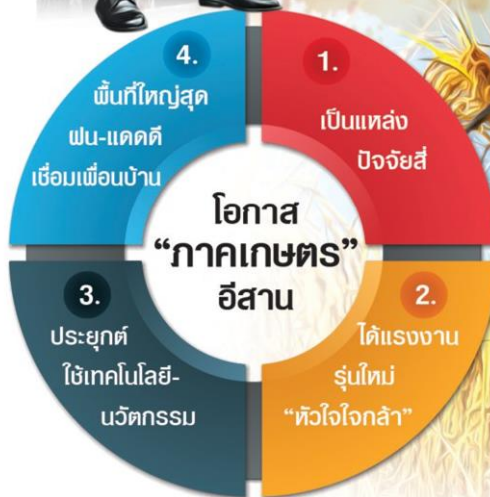 โอกาส
“ภาคเกษตร”
อีสาน
1.
เป็นแหล่ง
ปัจจัยสี่
2.
ได้แรงงาน
รุ่นใหม่
“หัวใจใจกล้า”
3.
ประยุกต์
ใช้เทคโนโลยี-
นวัตกรรม
4.
พื้นที่ใหญ่สุด
ฝน-แดดดี
เชื่อมเพื่อนบ้าน